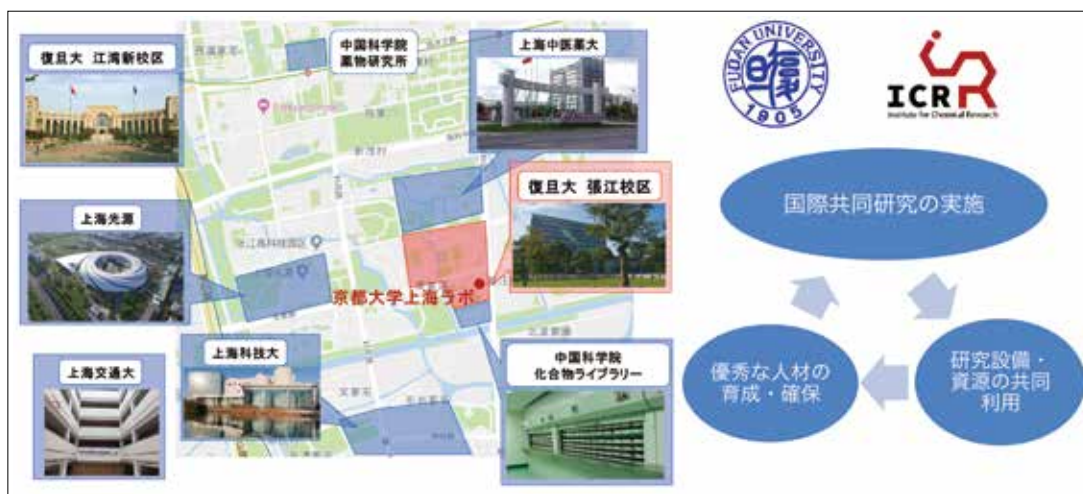 復旦大 江湾新校区
中国科学院
薬物研究所
上海中医薬大
上海光源
復旦大 張江校区
京都大学上海ラボ
上海科技大
上海交通大
中国科学院
化合物ライブラリー
FUDAN UNIVERSITY
1905
ICR
Institute for Chemical Research
国際共同研究の実施
研究設備・
資源の共同
利用
優秀な人材の
育成・確保